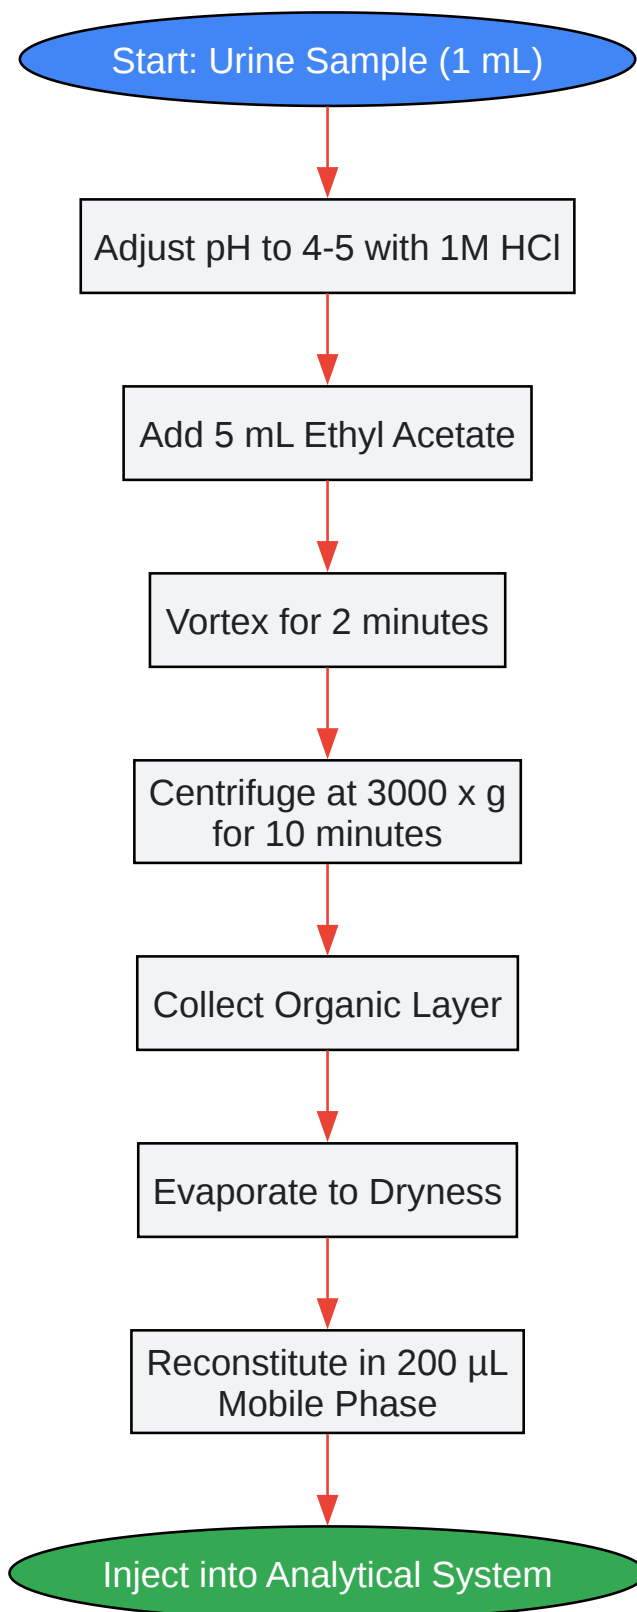 Start: Urine Sample (1 mL)
Adjust pH to 4-5 with 1M HCl
Add 5 mL Ethyl Acetate
Vortex for 2 minutes
Centrifuge at 3000 x g
for 10 minutes
Collect Organic Layer
Evaporate to Dryness
Reconstitute in 200 µL
Mobile Phase
Inject into Analytical System